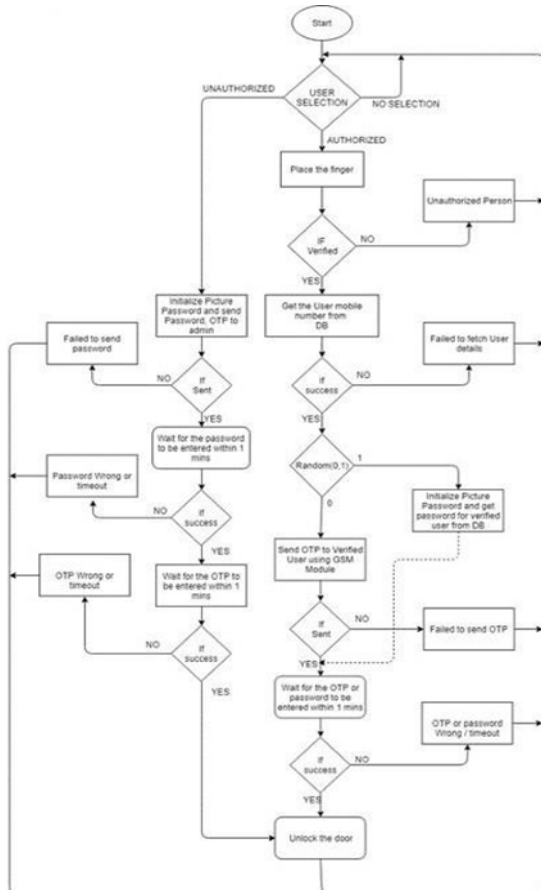 Start
UNAUTHORIZED
USER
SELECTION
NO SELECTION
AUTHORIZED
Place the finger
Unauthorized Person
IF
Verified
NO
YES
Initialize Picture
Password and send
Password, OTP to
admin
Get the User mobile
number from
DB
Failed to send
password
Failed to fetch User
details
NO
If
Sent
If
success
NO
YES
YES
Wait for the password
to be entered within 1
mins
Random(0,1)
1
Password Wrong or
timeout
Initialize Picture
Password and get
password for verified
user from DB
NO
If
success
0
YES
Send OTP to Verified
User using GSM
Module
OTP Wrong or
timeout
Wait for the OTP to
be entered within 1
mins
If
Sent
NO
Failed to send OTP
NO
If
success
YES
YES
Wait for the OTP or
password to be
entered within 1 mins
OTP or password
Wrong / timeout
If
success
NO
YES
Unlock the door